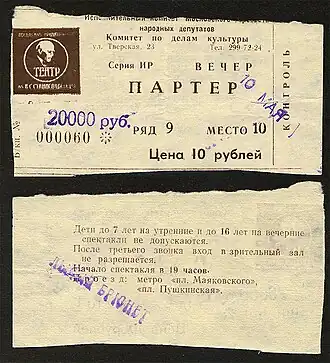 Исполнительный комитет Московского
народных депутатов
Комитет по делам культуры
ул. Тверская, 23 Тел. 299-72-24
ТЕАТР
Серия ИР ВЕЧЕР
ПАРТЕР
10 МАЯ
КОНТРОЛЬ
20000 руб.
000060
РЯД 9 МЕСТО 10
Цена 10 рублей
Дети до 7 лет на утренние и до 16 лет на вечерние
спектакли не допускаются.
После третьего звонка вход в зрительный зал
не разрешается.
Начало спектакля в 19 часов.
Проезд: метро «пл. Маяковского»,
«пл. Пушкинская».
БРЮНЕТ